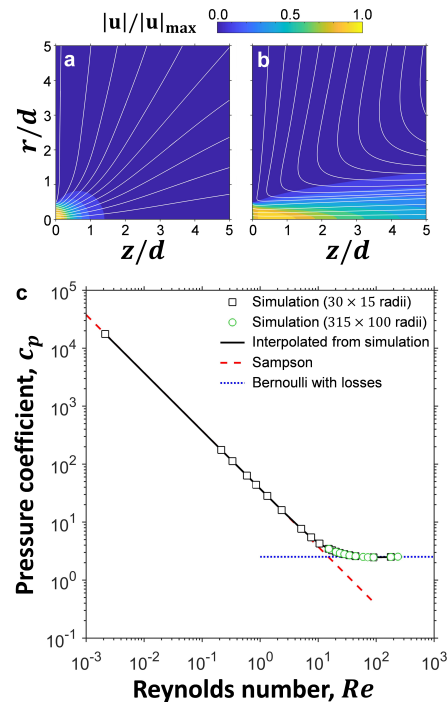 |u|/|u|max 0 0.5 1.0
a b
r/d
5
4
3
2
1
0
0 1 2 3 4 5 0 1 2 3 4 5
z/d z/d
c
Pressure coefficient, cp
10^5
10^4
10^3
10^2
10^1
10^0
10^-1
Simulation (30 × 15 radii)
Simulation (315 × 100 radii)
Interpolated from simulation
Sampson
Bernoulli with losses
10^-3 10^-2 10^-1 10^0 10^1 10^2 10^3
Reynolds number, Re